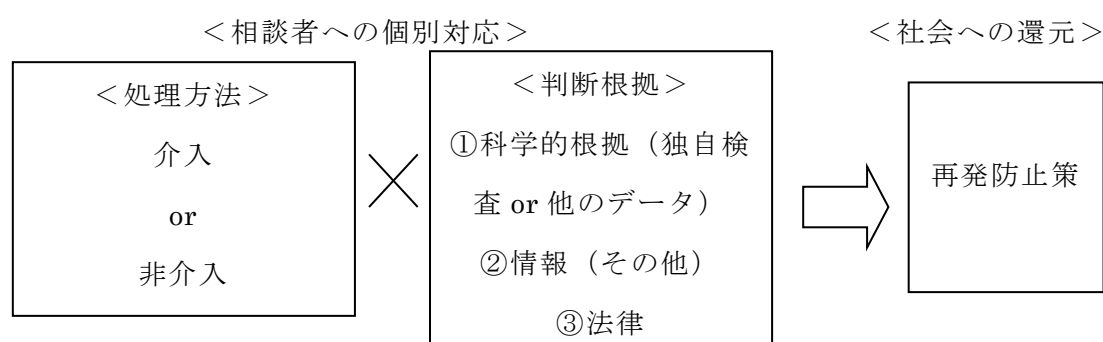 ＜相談者への個別対応＞
＜社会への還元＞
＜処理方法＞
介入
or
非介入
＜判断根拠＞
①科学的根拠（独自検
査 or 他のデータ）
②情報（その他）
③法律
再発防止策